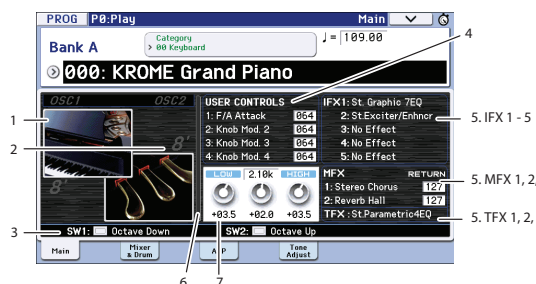 PROG P0:Play Main
Bank A
Category
> 00 Keyboard
♩ = 109.00
000: KROME Grand Piano
4
OSC1 OSC2
USER CONTROLS
1: F/A Attack 064
2: Knob Mod. 2 064
3: Knob Mod. 3 064
4: Knob Mod. 4 064
IFX1: St. Graphic 7EQ
2: St.Exciter/Enhncr
3: No Effect
4: No Effect
5: No Effect
5. IFX 1 - 5
1
2
8'
8'
LOW 2.10k HIGH
+03.5 +02.0 +03.5
MFX RETURN
1: Stereo Chorus 127
2: Reverb Hall 127
TFX : St.Parametric4EQ
5. MFX 1, 2,
5. TFX 1, 2,
3
SW1: Octave Down SW2: Octave Up
Main
Mixer
& Drum
Tone
Adjust
6 7